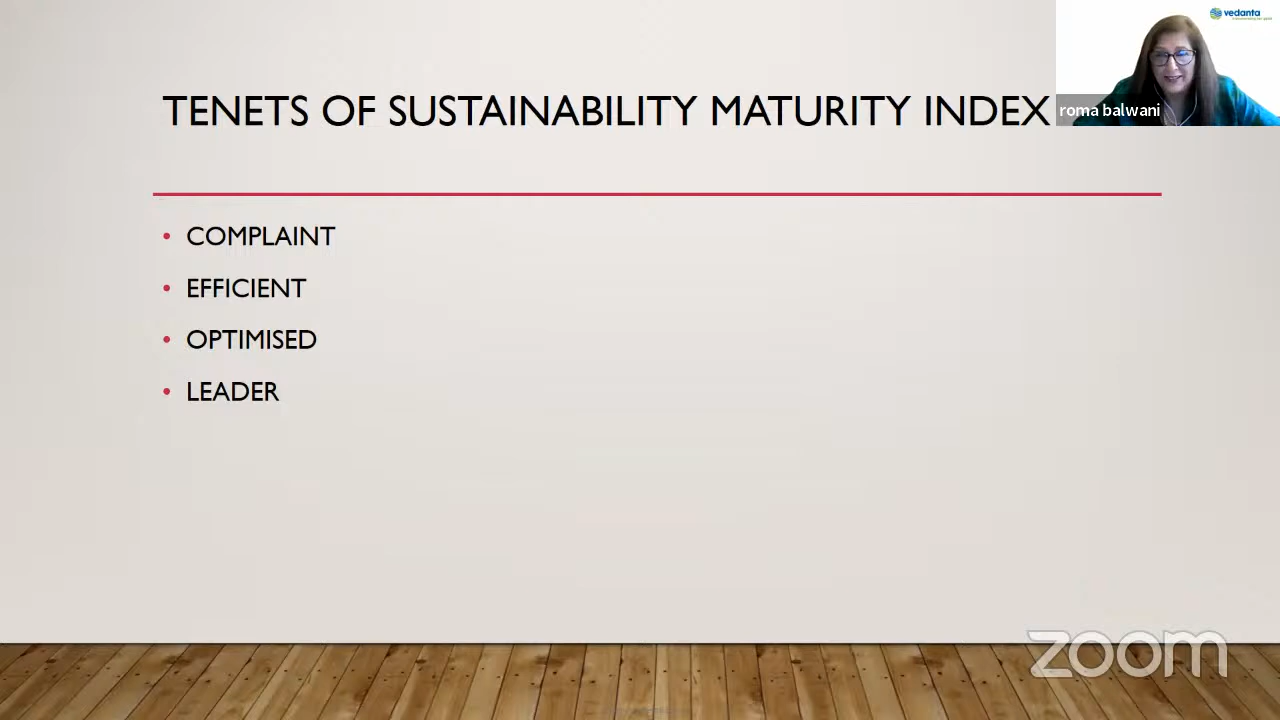 vedanta
TENETS OF SUSTAINABILITY MATURITY INDEX
roma balwani
• COMPLAINT
• EFFICIENT
• OPTIMISED
• LEADER
zoom